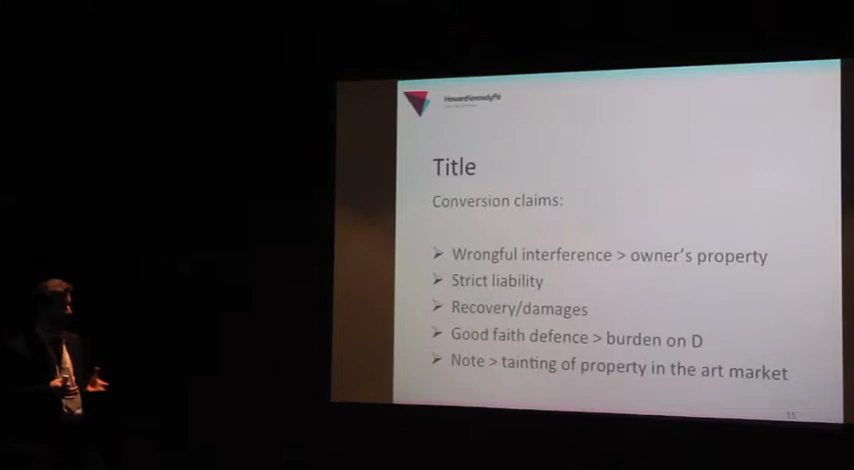 HowardKennedyFsi
Title
Conversion claims:
➢ Wrongful interference > owner's property
➢ Strict liability
➢ Recovery/damages
➢ Good faith defence > burden on D
➢ Note > tainting of property in the art market